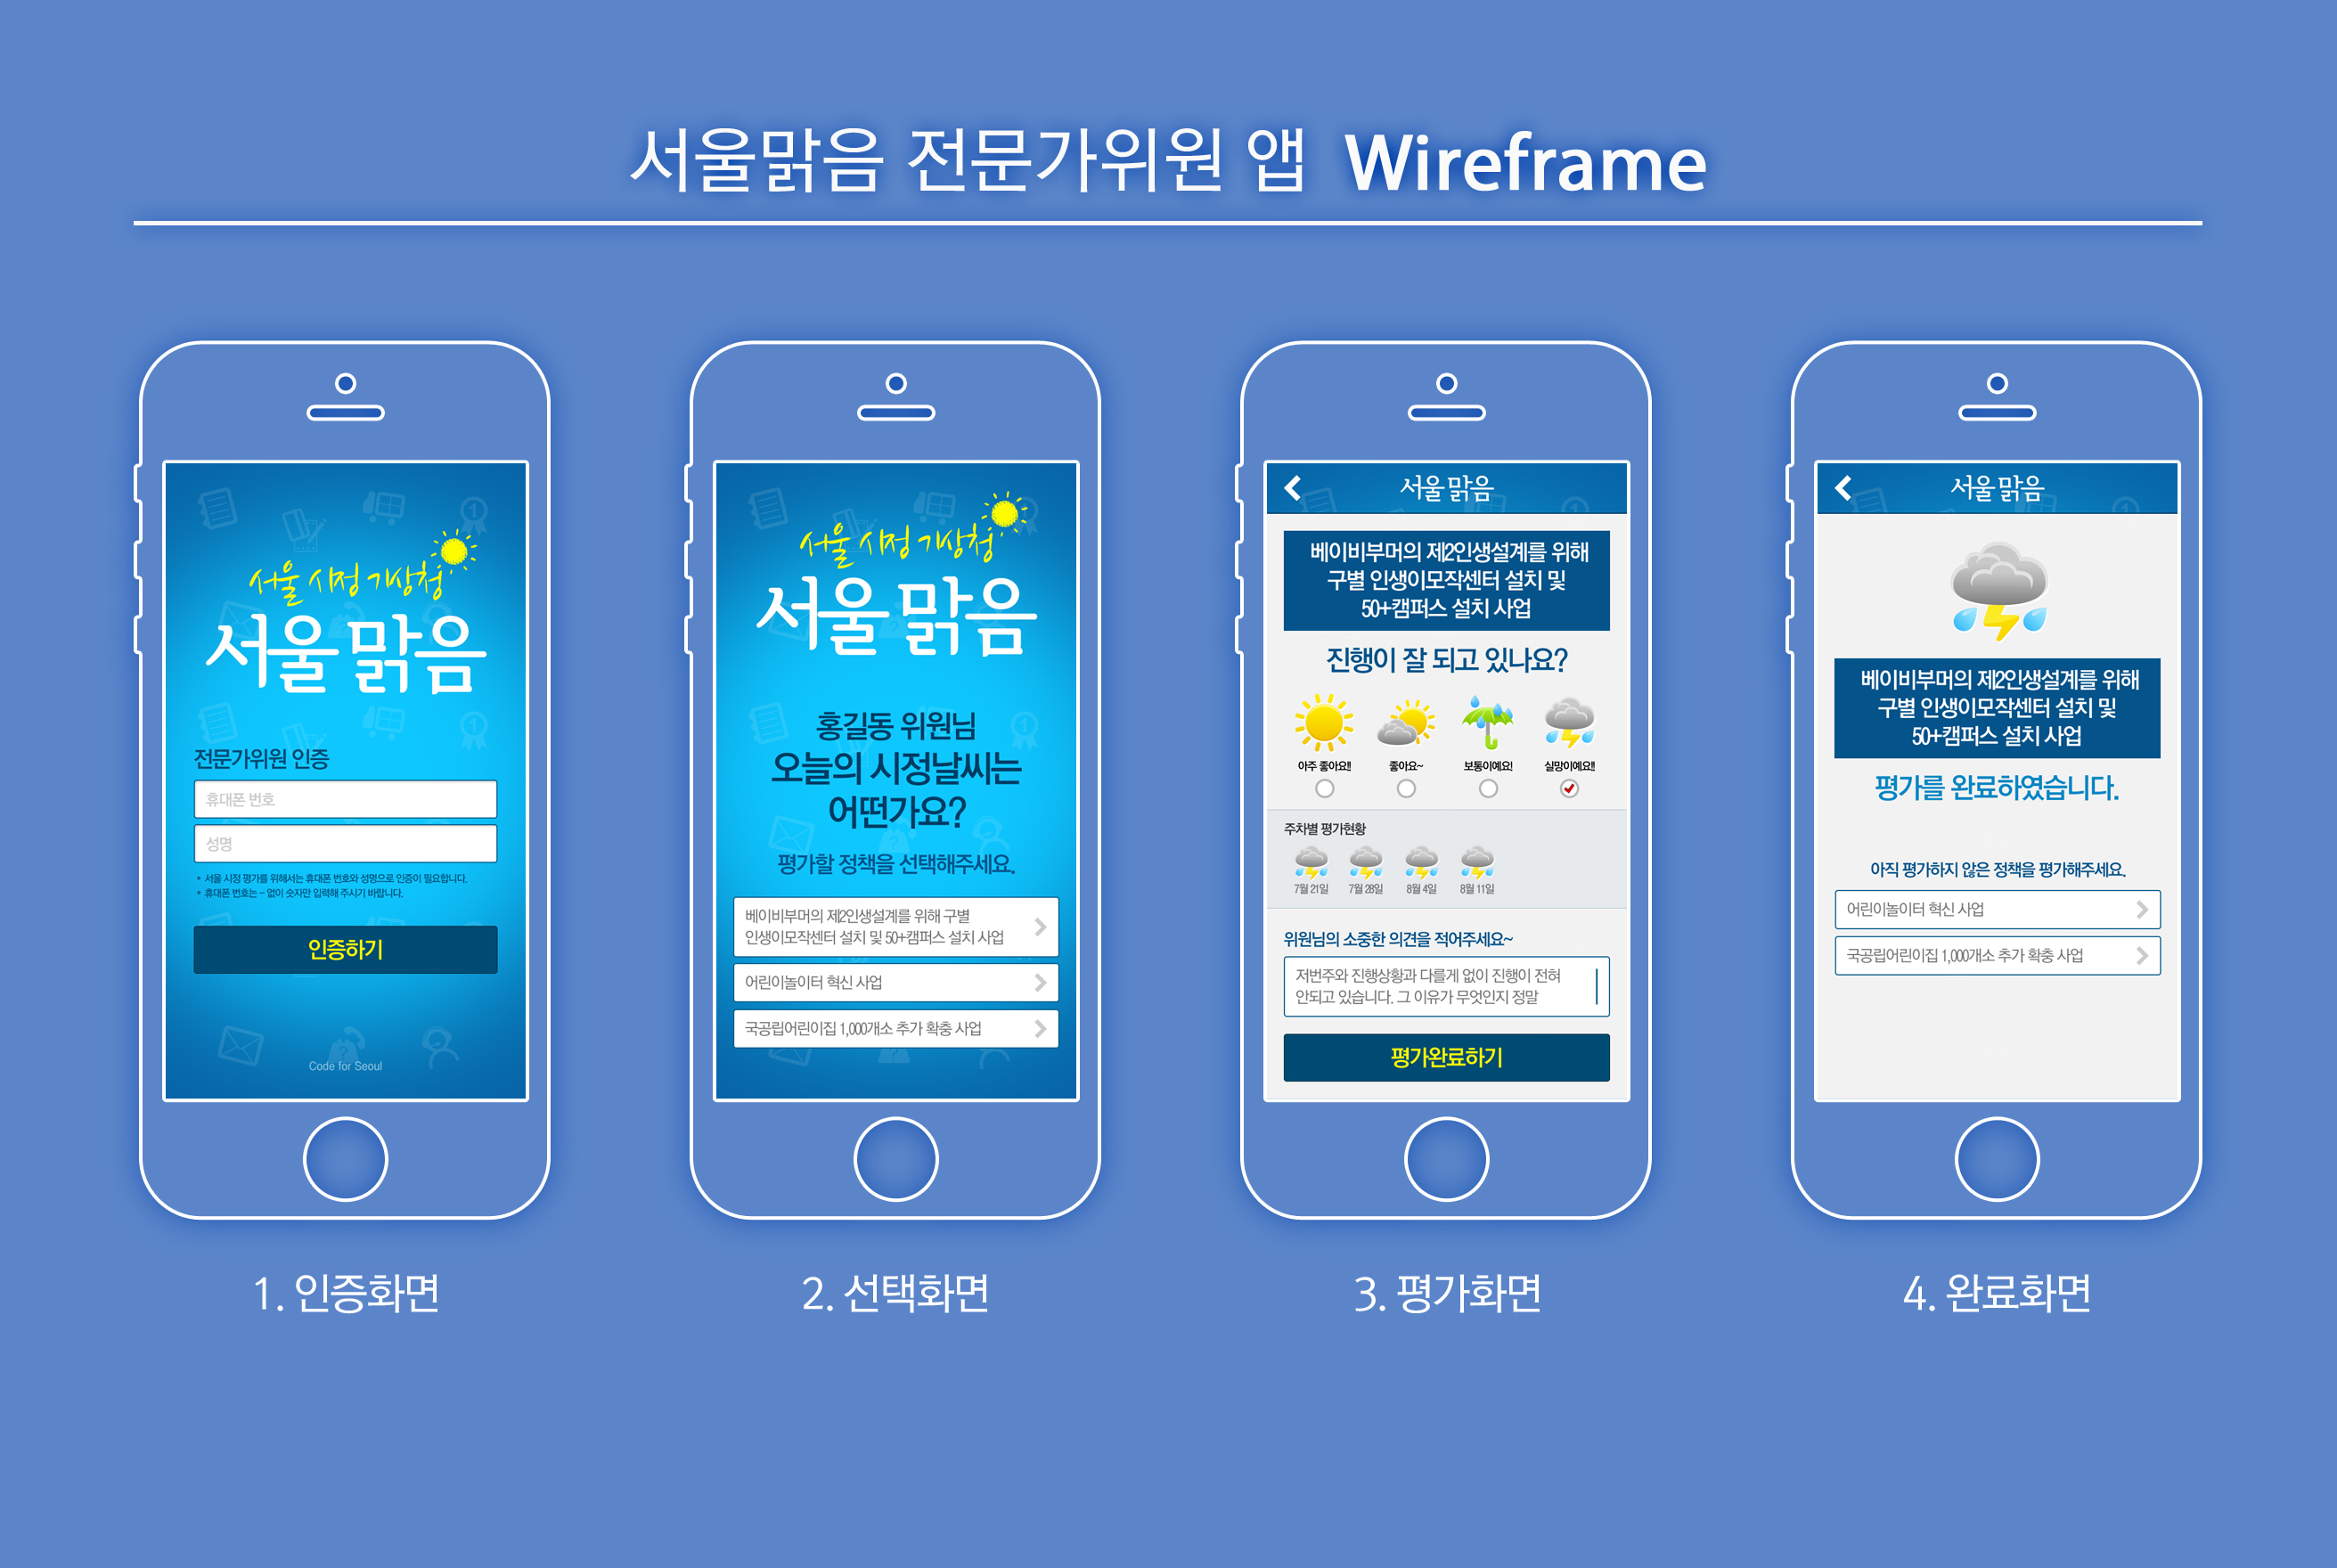 서울맑음 전문가위원 앱 Wireframe
서울 시정 기상청
서울 맑음
전문가위원 인증
휴대폰 번호
성명
• 서울 시정 평가를 위해서는 휴대폰 번호와 성명으로 인증이 필요합니다.
• 휴대폰 번호는 – 없이 숫자만 입력해 주시기 바랍니다.
인증하기
Code for Seoul
1. 인증화면
서울 시정 기상청
서울 맑음
홍길동 위원님
오늘의 시정날씨는
어떤가요?
평가할 정책을 선택해주세요.
베이비부머의 제2인생설계를 위해 구별
인생이모작센터 설치 및 50+캠퍼스 설치 사업
어린이놀이터 혁신 사업
국공립어린이집 1,000개소 추가 확충 사업
2. 선택화면
서울 맑음
베이비부머의 제2인생설계를 위해
구별 인생이모작센터 설치 및
50+캠퍼스 설치 사업
진행이 잘 되고 있나요?
아주 좋아요!! 좋아요~ 보통이예요! 실망이예요!!
주차별 평가현황
7월 21일 7월 28일 8월 4일 8월 11일
위원님의 소중한 의견을 적어주세요~
저번주와 진행상황과 다를게 없이 진행이 전혀
안되고 있습니다. 그 이유가 무엇인지 정말
평가완료하기
3. 평가화면
서울 맑음
베이비부머의 제2인생설계를 위해
구별 인생이모작센터 설치 및
50+캠퍼스 설치 사업
평가를 완료하였습니다.
아직 평가하지 않은 정책을 평가해주세요.
어린이놀이터 혁신 사업
국공립어린이집 1,000개소 추가 확충 사업
4. 완료화면